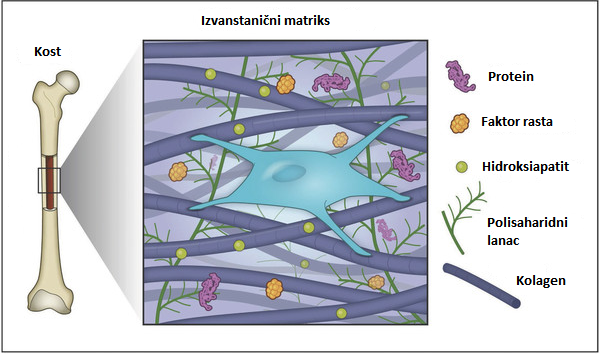 Izvanstanični matriks
Kost
Protein
Faktor rasta
Hidroksiapatit
Polisaharidni
lanac
Kolagen